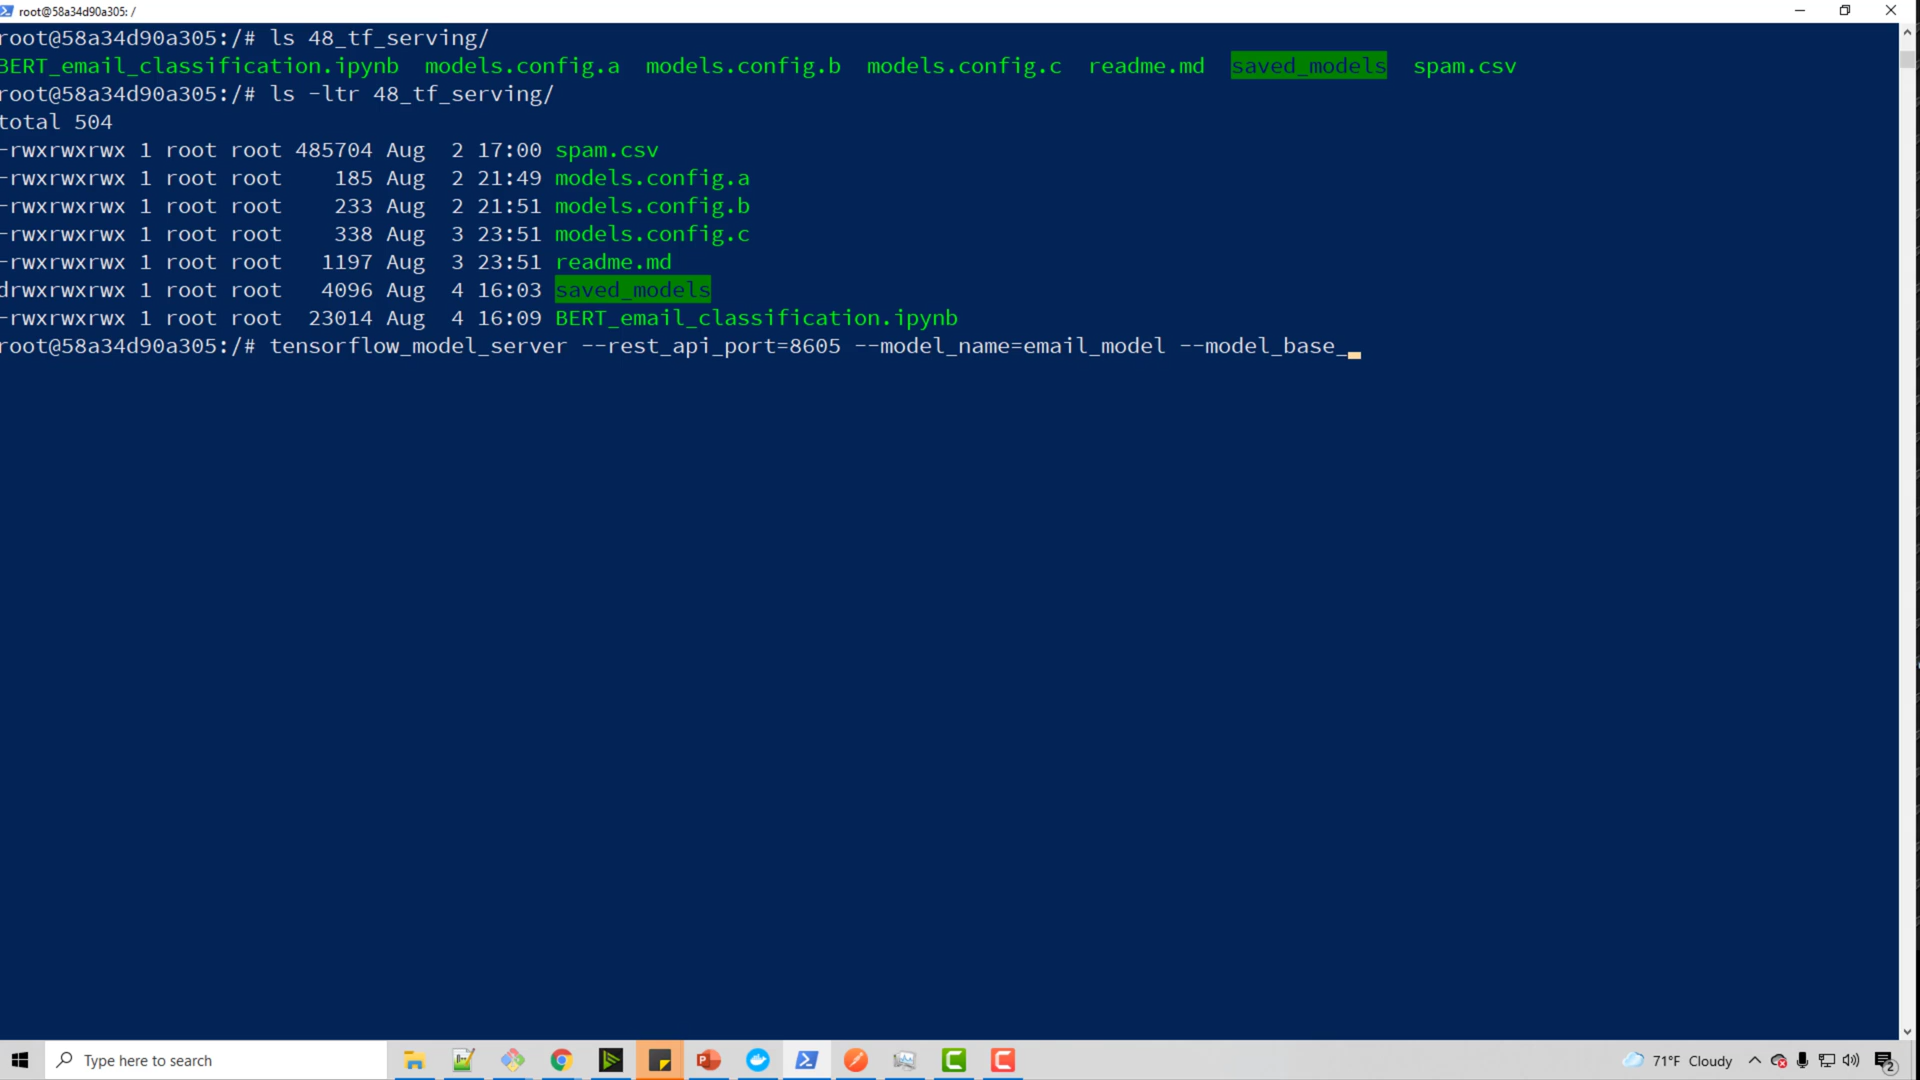 root@58a34d90a305: /
root@58a34d90a305:/# ls 48_tf_serving/
BERT_email_classification.ipynb models.config.a models.config.b models.config.c readme.md saved_models spam.csv
root@58a34d90a305:/# ls -ltr 48_tf_serving/
total 504
-rwxrwxrwx 1 root root 485704 Aug 2 17:00 spam.csv
-rwxrwxrwx 1 root root 185 Aug 2 21:49 models.config.a
-rwxrwxrwx 1 root root 233 Aug 2 21:51 models.config.b
-rwxrwxrwx 1 root root 338 Aug 3 23:51 models.config.c
-rwxrwxrwx 1 root root 1197 Aug 3 23:51 readme.md
drwxrwxrwx 1 root root 4096 Aug 4 16:03 saved_models
-rwxrwxrwx 1 root root 23014 Aug 4 16:09 BERT_email_classification.ipynb
root@58a34d90a305:/# tensorflow_model_server --rest_api_port=8605 --model_name=email_model --model_base_
Type here to search
71°F Cloudy
2